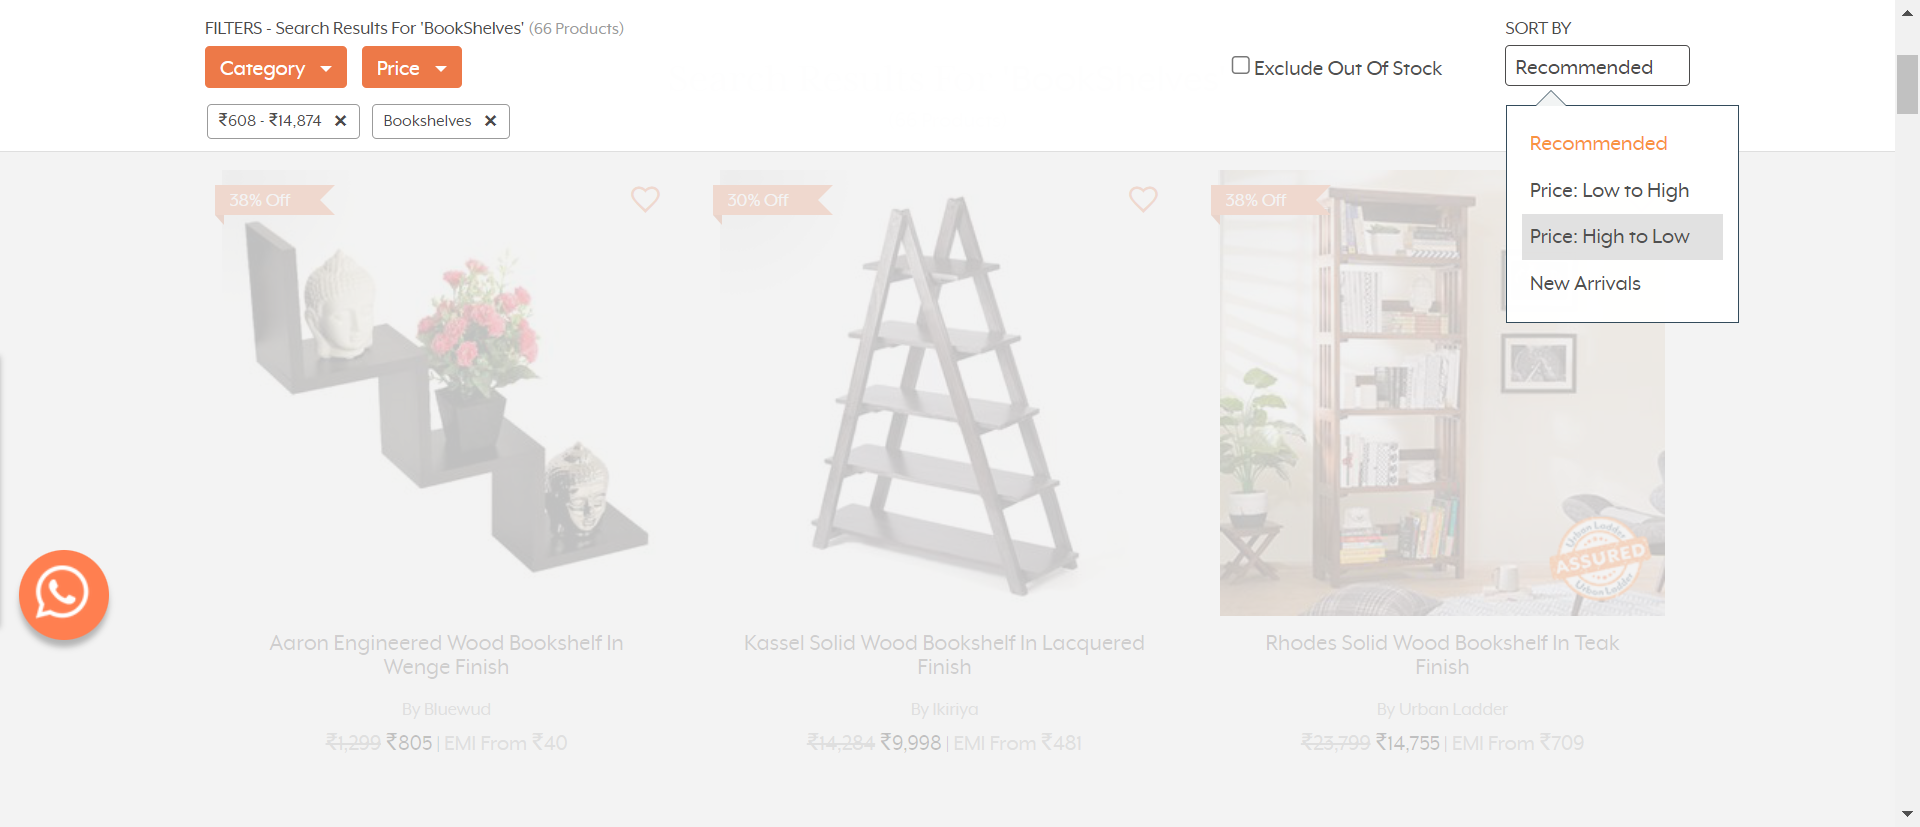 FILTERS - Search Results For 'BookShelves' (66 Products)
SORT BY
Category
Price
Exclude Out Of Stock
Recommended
₹608 - ₹14,874 ✕
Bookshelves ✕
Recommended
Price: Low to High
Price: High to Low
New Arrivals
38% Off
30% Off
38% Off
Urban Ladder
ASSURED
Urban Ladder
Aaron Engineered Wood Bookshelf In
Wenge Finish
By Bluewud
₹1,299 ₹805 | EMI From ₹40
Kassel Solid Wood Bookshelf In Lacquered
Finish
By Ikiriya
₹14,284 ₹9,998 | EMI From ₹481
Rhodes Solid Wood Bookshelf In Teak
Finish
By Urban Ladder
₹23,799 ₹14,755 | EMI From ₹709